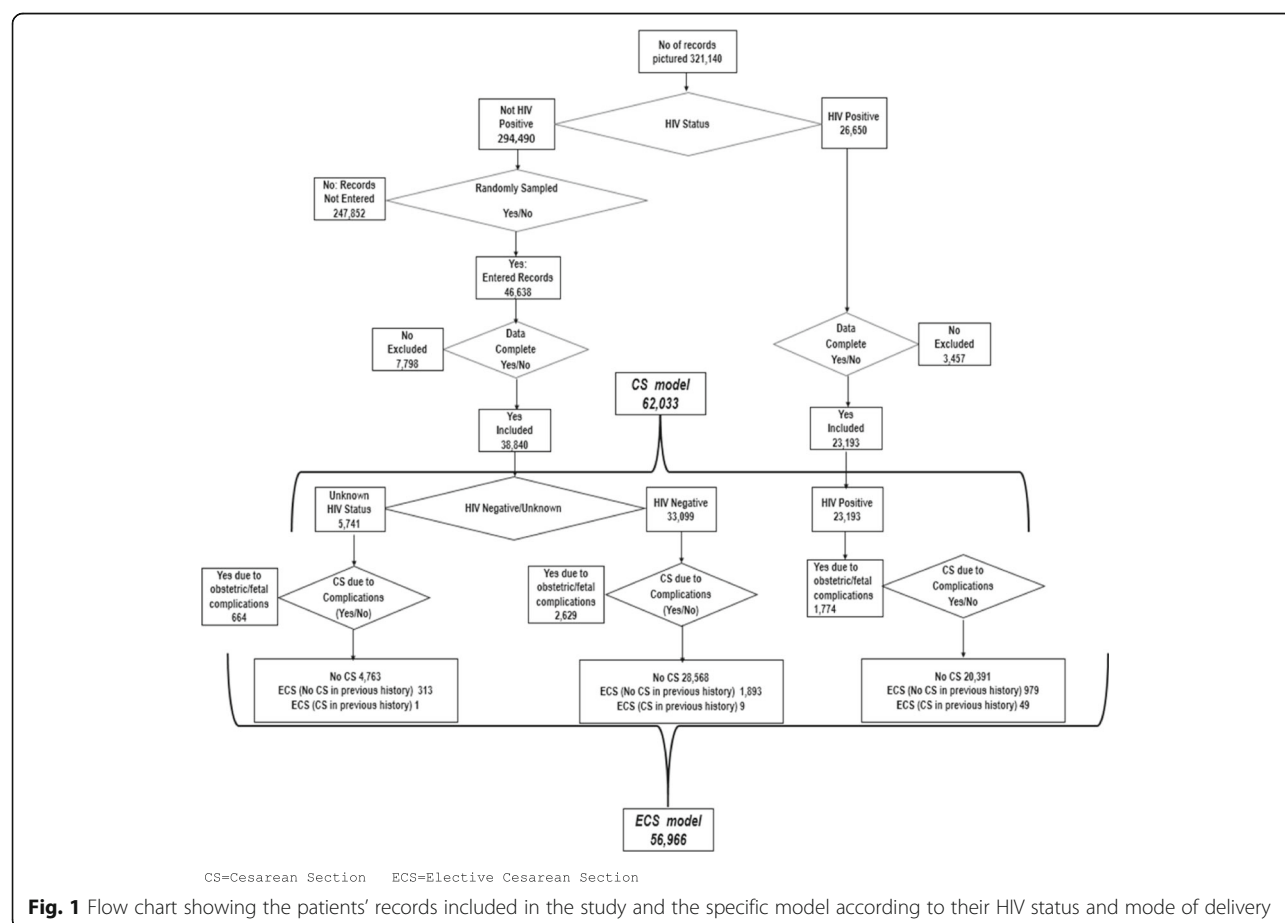 No of records
pictured 321,140
Not HIV
Positive
294,490
HIV Status
HIV Positive
26,650
No: Records
Not Entered
247,852
Randomly Sampled
Yes/No
Yes:
Entered Records
46,638
No
Excluded
7,798
Data
Complete
Yes/No
Data
Complete
Yes/No
No
Excluded
3,457
CS model
62,033
Yes
Included
38,840
Yes
Included
23,193
Unknown
HIV Status
5,741
HIV Negative/Unknown
HIV Negative
33,099
HIV Positive
23,193
Yes due to
obstetric/fetal
complications
664
CS due to
Complications
(Yes/No)
Yes due to
obstetric/fetal
complications
2,629
CS due to
Complications
(Yes/No)
Yes due to
obstetric/fetal
complications
1,774
CS due to
Complications
Yes/No
No CS 4,763
ECS (No CS in previous history) 313
ECS (CS in previous history) 1
No CS 28,568
ECS (No CS in previous history) 1,893
ECS (CS in previous history) 9
No CS 20,391
ECS (No CS in previous history) 979
ECS (CS in previous history) 49
ECS model
56,966
CS=Cesarean Section ECS=Elective Cesarean Section
Fig. 1 Flow chart showing the patients' records included in the study and the specific model according to their HIV status and mode of delivery